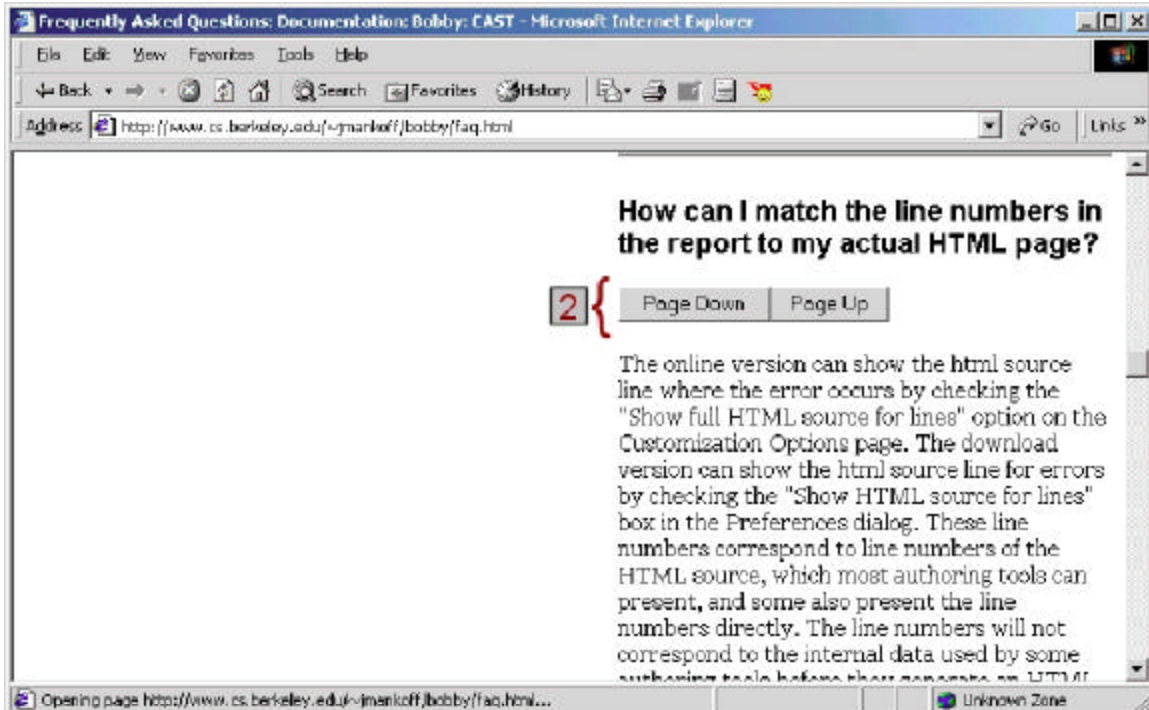 Frequently Asked Questions: Documentation: Bobby: CAST - Microsoft Internet Explorer
File Edit View Favorites Tools Help
Back Search Favorites History
Address http://www.cs.berkeley.edu/~jmankoff/bobby/faq.html Go Links »
How can I match the line numbers in
the report to my actual HTML page?
2 { Page Down Page Up
The online version can show the html source
line where the error occurs by checking the
"Show full HTML source for lines" option on the
Customization Options page. The download
version can show the html source line for errors
by checking the "Show HTML source for lines"
box in the Preferences dialog. These line
numbers correspond to line numbers of the
HTML source, which most authoring tools can
present, and some also present the line
numbers directly. The line numbers will not
correspond to the internal data used by some
authoring tools before they generate an HTML
Opening page http://www.cs.berkeley.edu/~jmankoff/bobby/faq.html... Unknown Zone